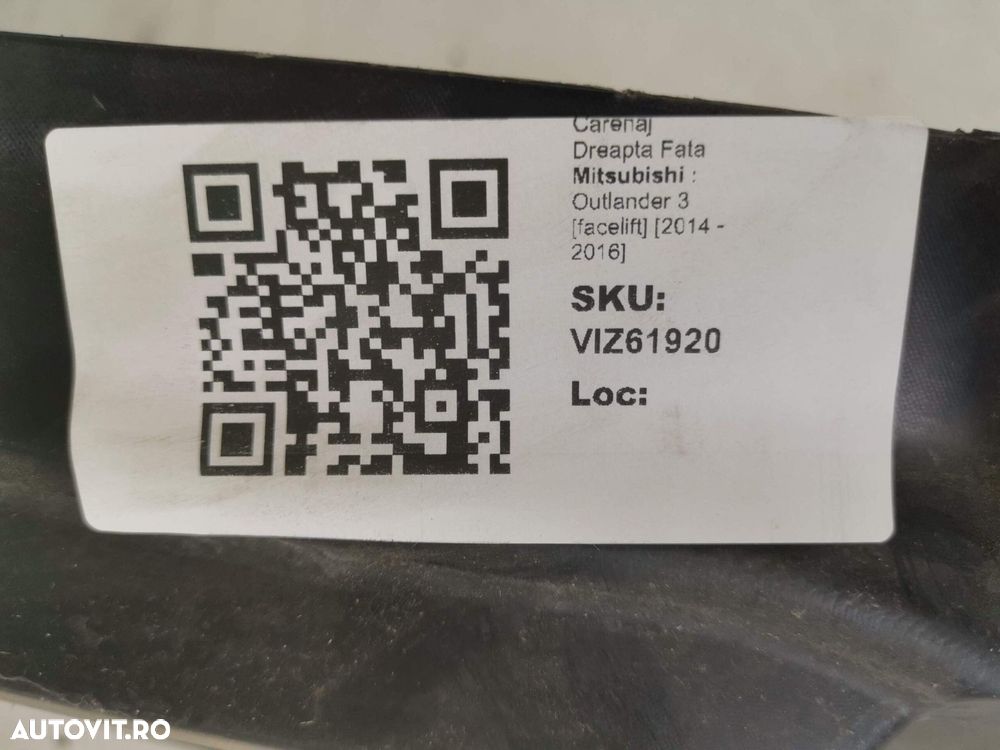 Carenaj
Dreapta Fata
Mitsubishi :
Outlander 3
[facelift] [2014 -
2016]
SKU:
VIZ61920
Loc:
AUTOVIT.RO